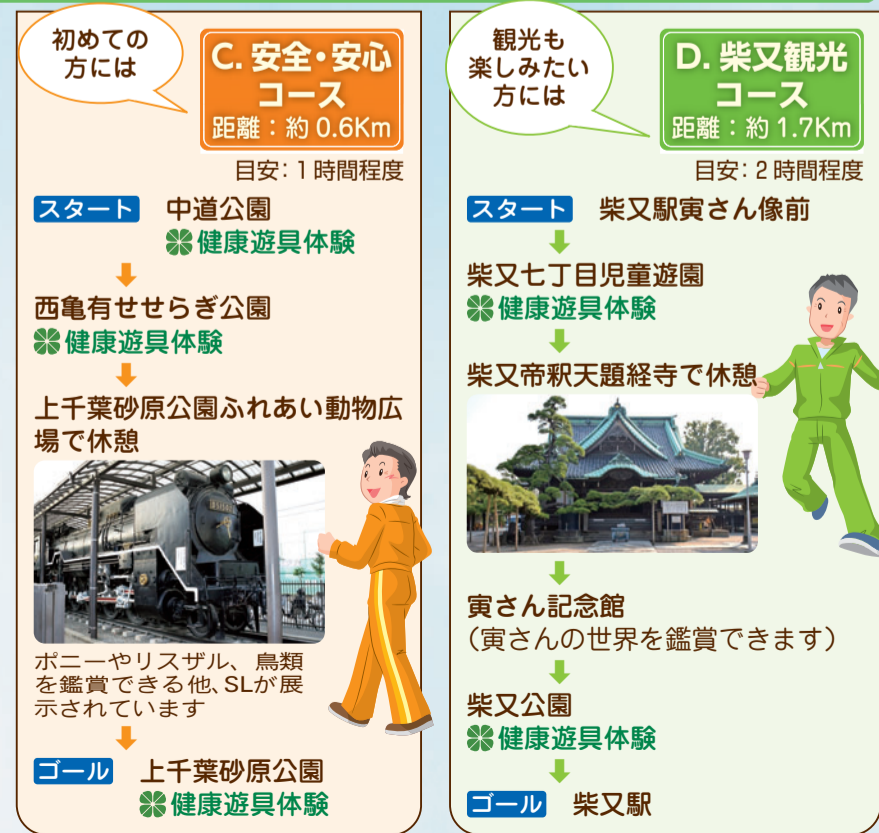 初めての
方には
C. 安全・安心
コース
距離：約 0.6Km
目安：1 時間程度
スタート 中道公園
健康遊具体験
西亀有せせらぎ公園
健康遊具体験
上千葉砂原公園ふれあい動物広
場で休憩
ポニーやリスザル、鳥類
を鑑賞できる他、SLが展
示されています
ゴール 上千葉砂原公園
健康遊具体験
観光も
楽しみたい
方には
D. 柴又観光
コース
距離：約 1.7Km
目安：2 時間程度
スタート 柴又駅寅さん像前
柴又七丁目児童遊園
健康遊具体験
柴又帝釈天題経寺で休憩
寅さん記念館
（寅さんの世界を鑑賞できます）
柴又公園
健康遊具体験
ゴール 柴又駅